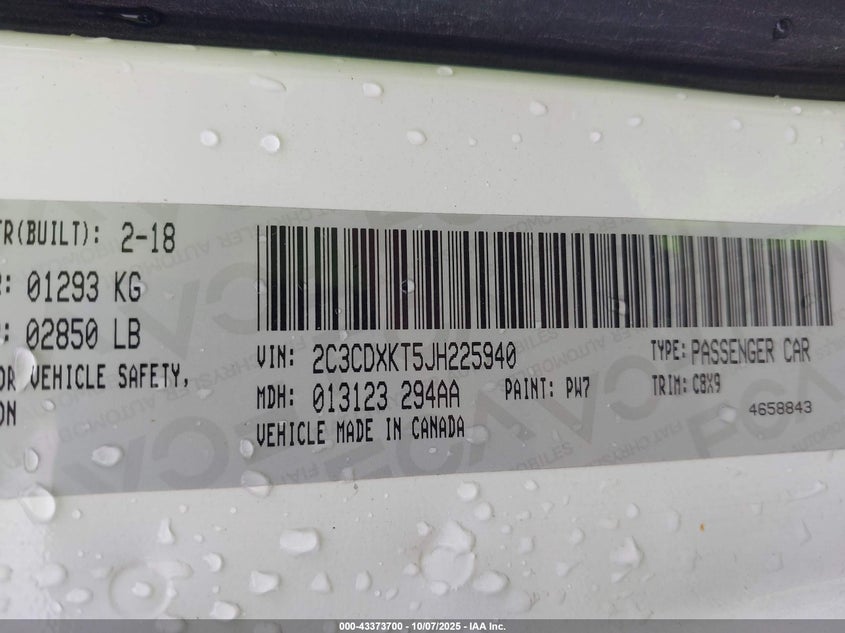 TR(BUILT): 2-18
: 01293 KG
: 02850 LB
OR VEHICLE SAFETY,
ON
VIN: 2C3CDXKT5JH225940
TYPE: PASSENGER CAR
MDH: 013123 294AA
PAINT: PW7
TRIM: C8X9
VEHICLE MADE IN CANADA
4658843
000-43373700 - 10/07/2025 - IAA Inc.